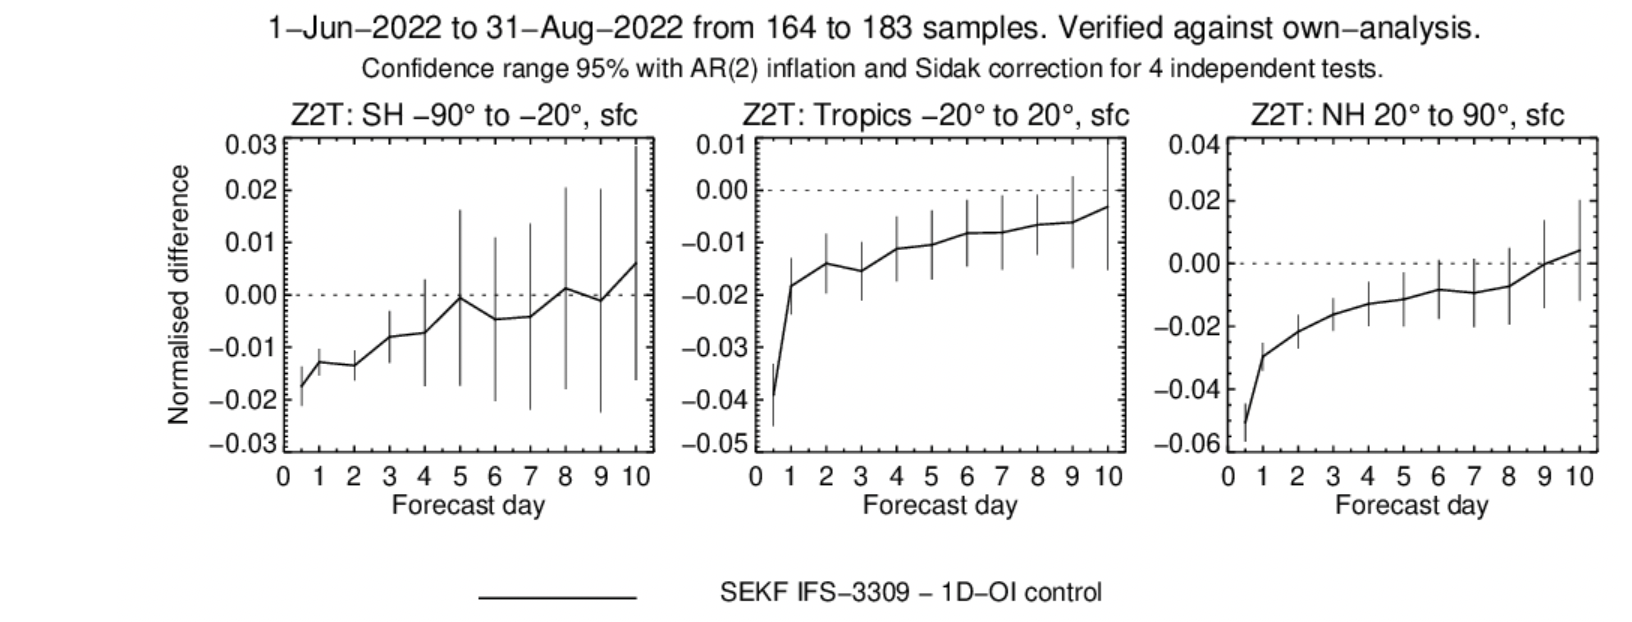 1–Jun–2022 to 31–Aug–2022 from 164 to 183 samples. Verified against own–analysis.
Confidence range 95% with AR(2) inflation and Sidak correction for 4 independent tests.
Z2T: SH –90° to –20°, sfc
0.03
0.02
0.01
0.00
–0.01
–0.02
–0.03
Normalised difference
0 1 2 3 4 5 6 7 8 9 10
Forecast day
Z2T: Tropics –20° to 20°, sfc
0.01
0.00
–0.01
–0.02
–0.03
–0.04
–0.05
0 1 2 3 4 5 6 7 8 9 10
Forecast day
Z2T: NH 20° to 90°, sfc
0.04
0.02
0.00
–0.02
–0.04
–0.06
0 1 2 3 4 5 6 7 8 9 10
Forecast day
SEKF IFS–3309 – 1D–OI control